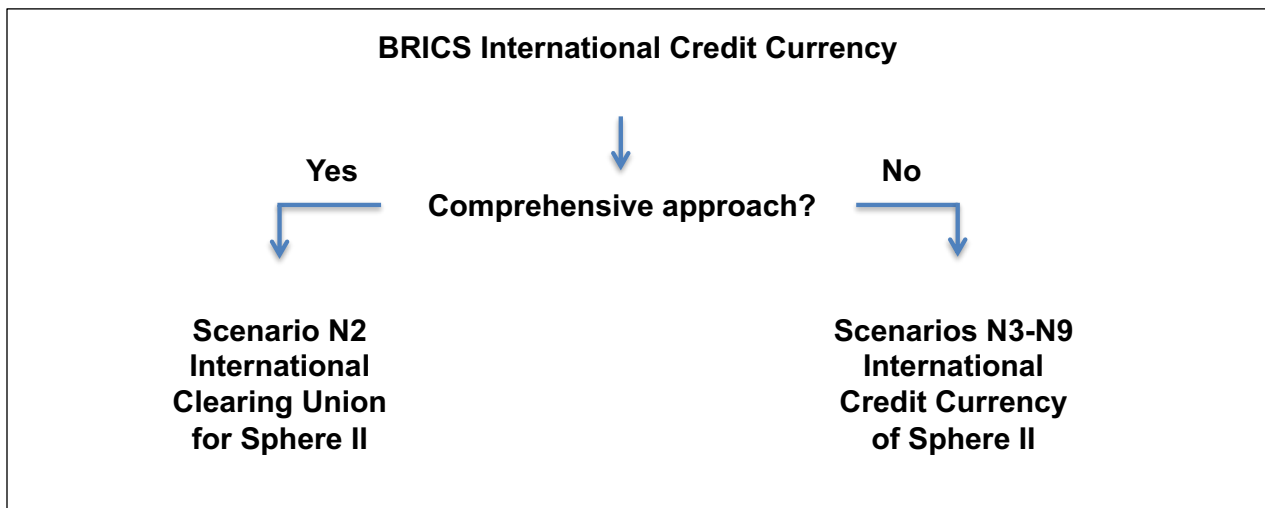 BRICS International Credit Currency
Yes
No
Comprehensive approach?
Scenario N2
International
Clearing Union
for Sphere II
Scenarios N3-N9
International
Credit Currency
of Sphere II